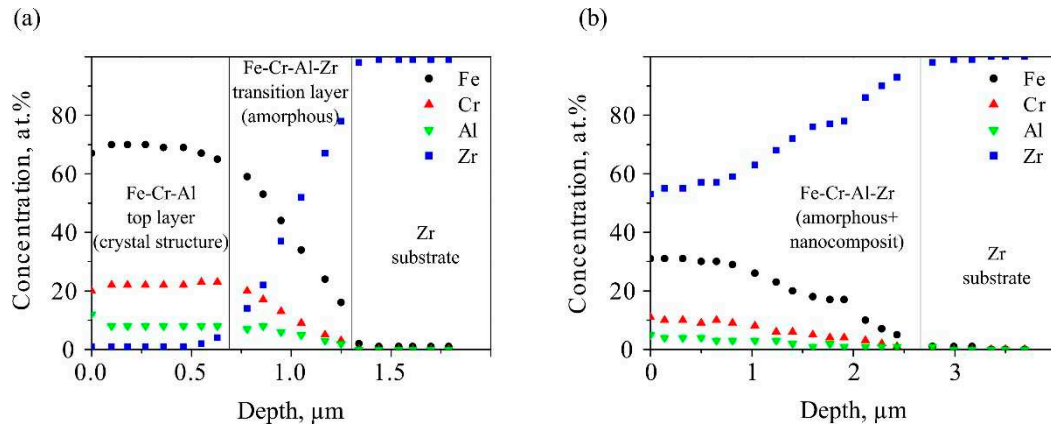 (a)
Concentration, at.%
80
60
40
20
0
Fe-Cr-Al-Zr
transition layer
(amorphous)
Fe
Cr
Al
Zr
Fe-Cr-Al
top layer
(crystal structure)
Zr
substrate
0.0
0.5
1.0
1.5
Depth, µm
(b)
Concentration, at.%
80
60
40
20
0
Fe
Cr
Al
Zr
Fe-Cr-Al-Zr
(amorphous+
nanocomposit)
Zr
substrate
0
1
2
3
Depth, µm